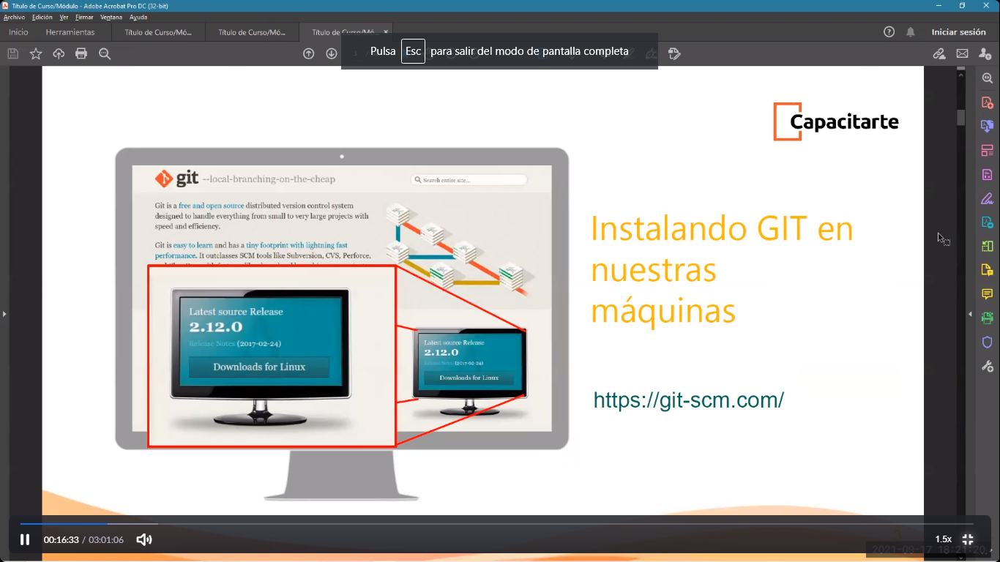 Título de Curso/Módulo - Adobe Acrobat Pro DC (32-bit)
Archivo Edición Ver Firmar Ventana Ayuda
Inicio Herramientas Título de Curso/Mó... Título de Curso/Mó... Título de Curso/Mó... × Iniciar sesión
Pulsa Esc para salir del modo de pantalla completa
Capacitarte
git --local-branching-on-the-cheap
Search entire site...
Git is a free and open source distributed version control system
designed to handle everything from small to very large projects with
speed and efficiency.
Git is easy to learn and has a tiny footprint with lightning fast
performance. It outclasses SCM tools like Subversion, CVS, Perforce,
Latest source Release
2.12.0
Release Notes (2017-02-24)
Downloads for Linux
Latest source Release
2.12.0
Release Notes (2017-02-24)
Downloads for Linux
Instalando GIT en
nuestras
máquinas
https://git-scm.com/
00:16:33 / 03:01:06
1.5x
2021-09-17 18:21:20